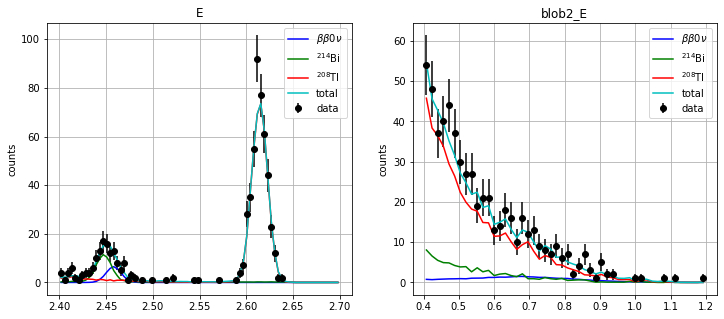 E
counts
100
80
60
40
20
0
2.40
2.45
2.50
2.55
2.60
2.65
2.70
ββ0ν
²¹⁴Bi
²⁰⁸Tl
total
data
blob2_E
counts
60
50
40
30
20
10
0
0.4
0.5
0.6
0.7
0.8
0.9
1.0
1.1
1.2
ββ0ν
²¹⁴Bi
²⁰⁸Tl
total
data